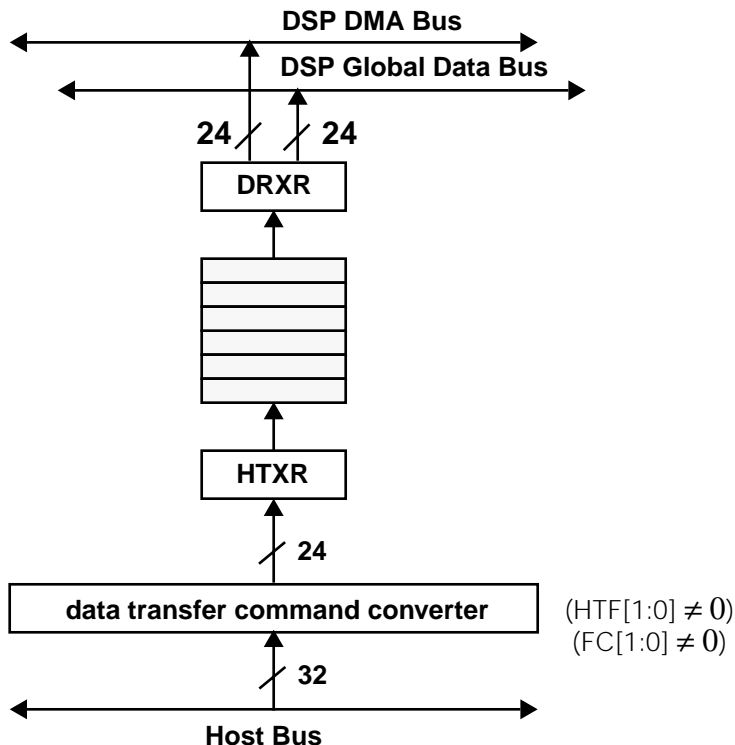 DSP DMA Bus
DSP Global Data Bus
24 24
DRXR
HTXR
24
data transfer command converter (HTF[1:0] ≠ 0)
(FC[1:0] ≠ 0)
32
Host Bus